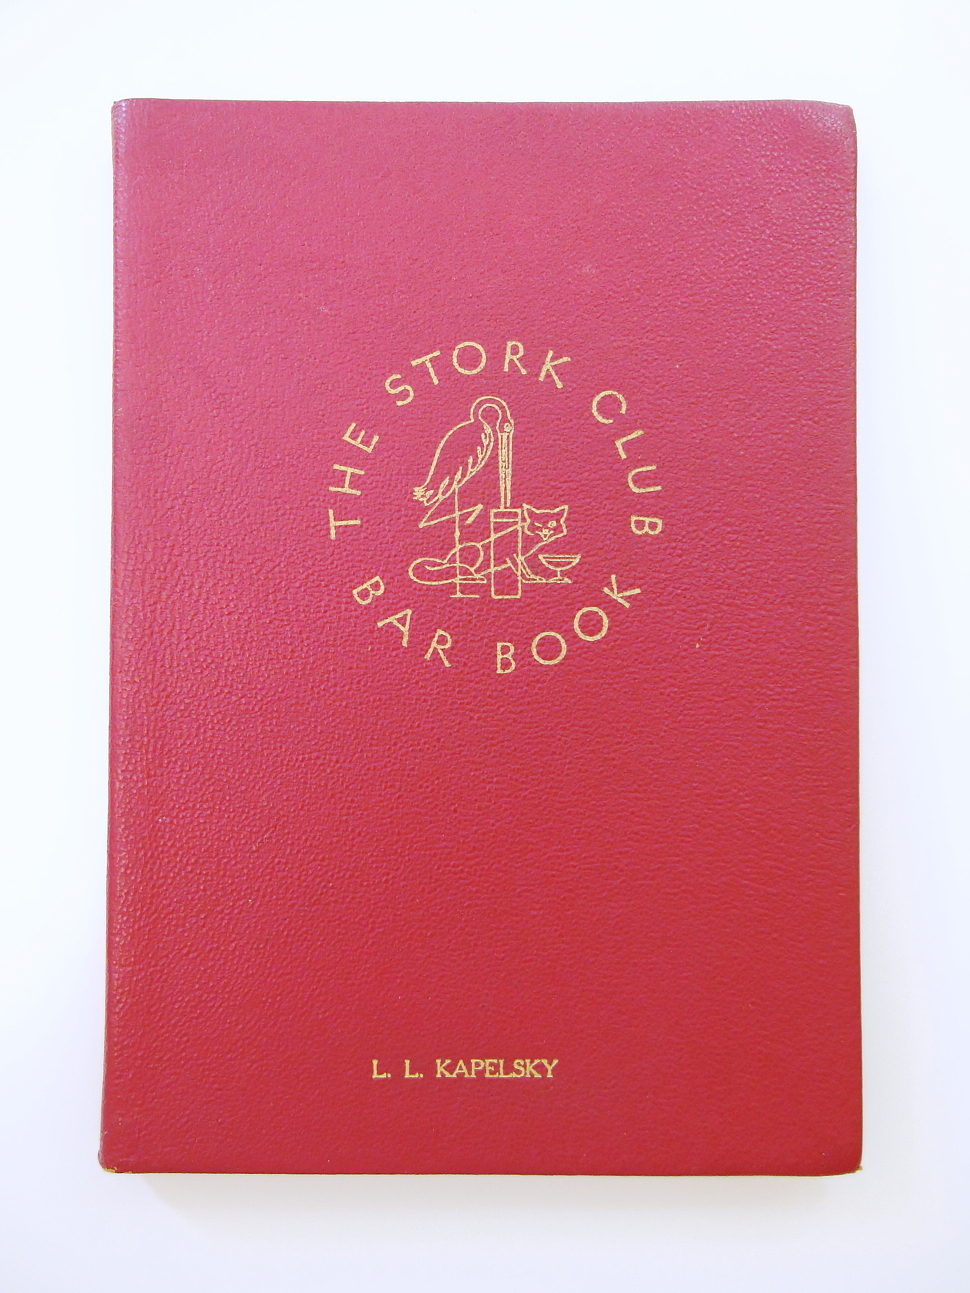 THE STORK CLUB
BAR BOOK
L. L. KAPELSKY